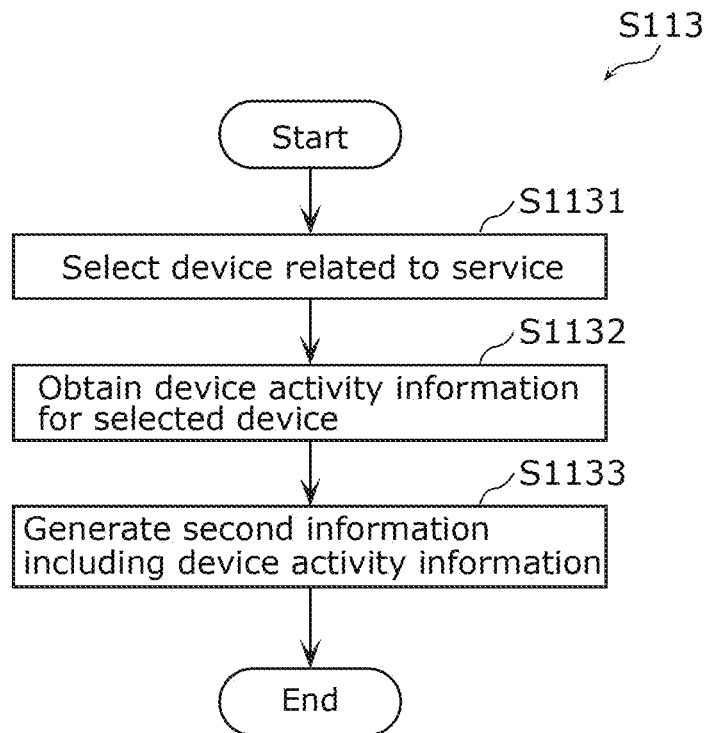 S113
Start
S1131
Select device related to service
S1132
Obtain device activity information
for selected device
S1133
Generate second information
including device activity information
End